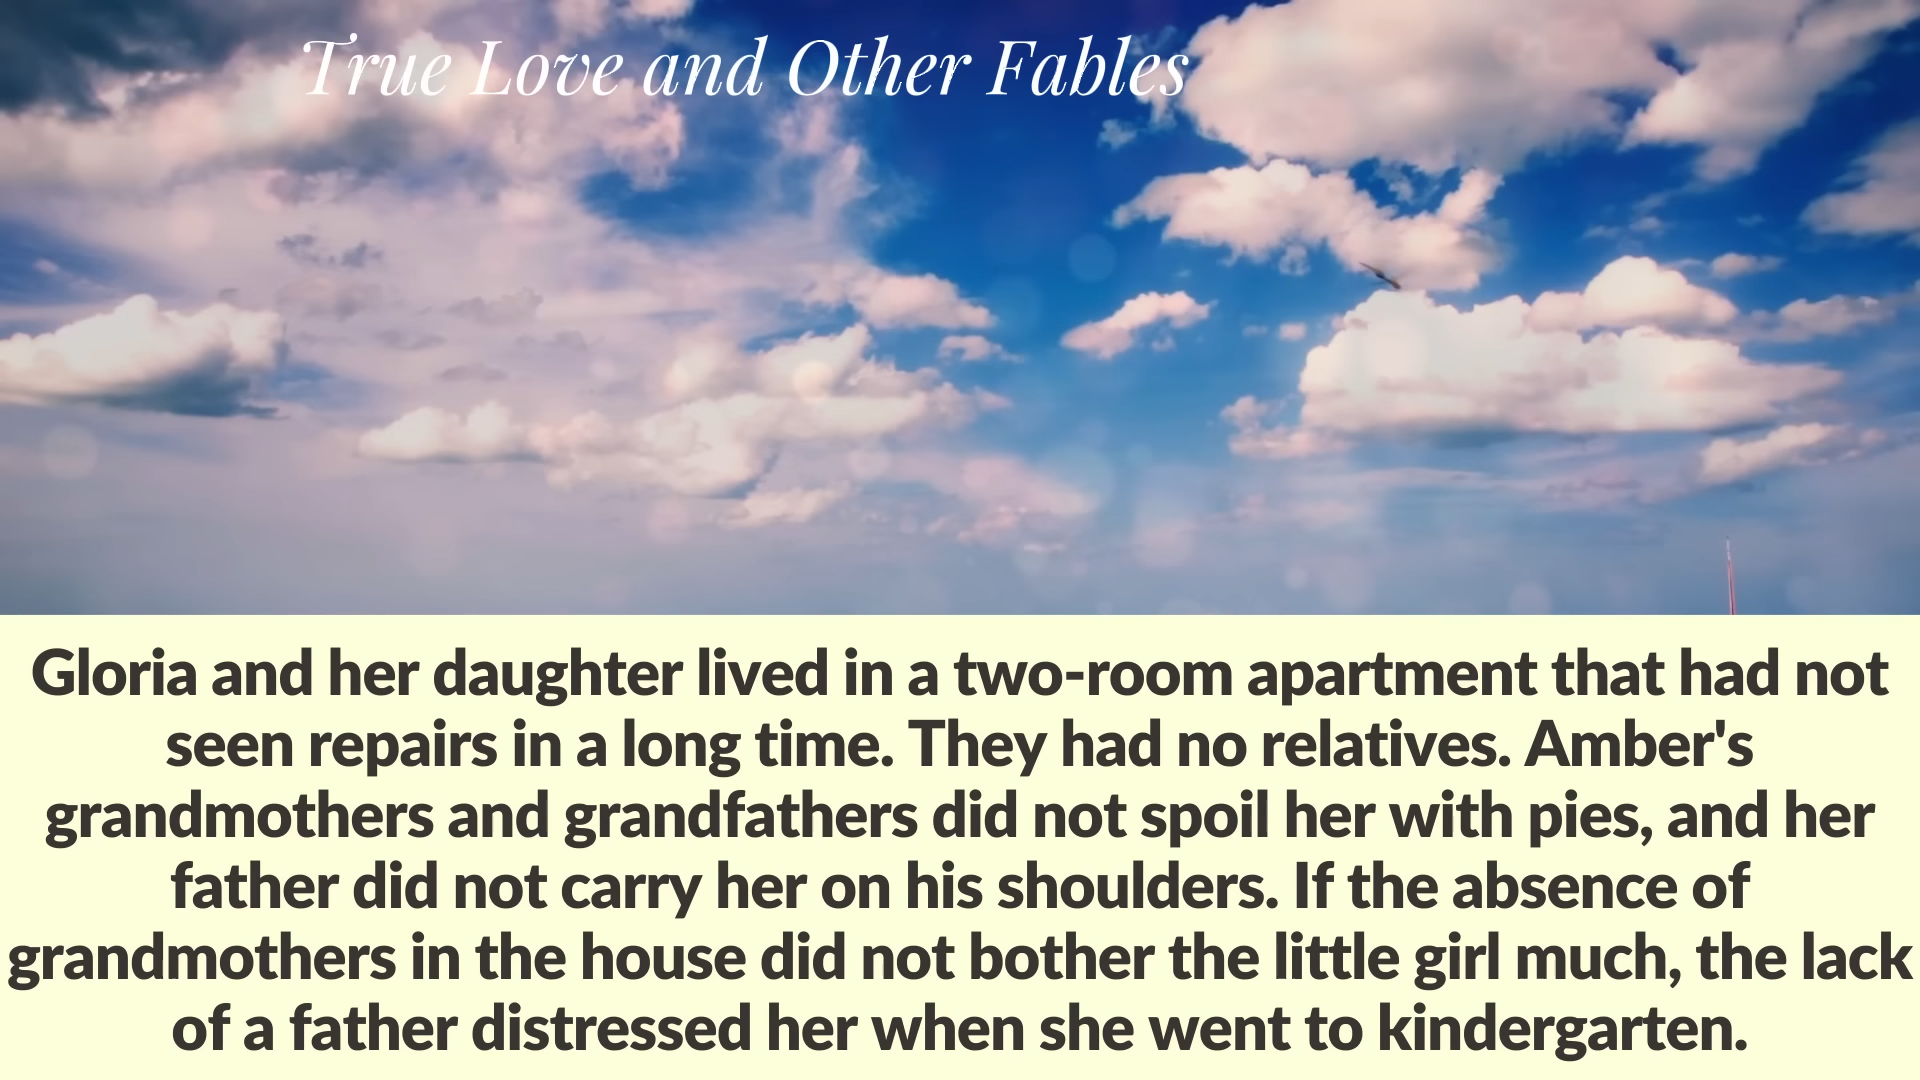 True Love and Other Fables
Gloria and her daughter lived in a two-room apartment that had not
seen repairs in a long time. They had no relatives. Amber's
grandmothers and grandfathers did not spoil her with pies, and her
father did not carry her on his shoulders. If the absence of
grandmothers in the house did not bother the little girl much, the lack
of a father distressed her when she went to kindergarten.